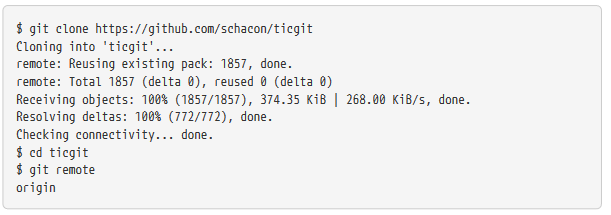 $ git clone https://github.com/schacon/ticgit
Cloning into 'ticgit'...
remote: Reusing existing pack: 1857, done.
remote: Total 1857 (delta 0), reused 0 (delta 0)
Receiving objects: 100% (1857/1857), 374.35 KiB | 268.00 KiB/s, done.
Resolving deltas: 100% (772/772), done.
Checking connectivity... done.
$ cd ticgit
$ git remote
origin